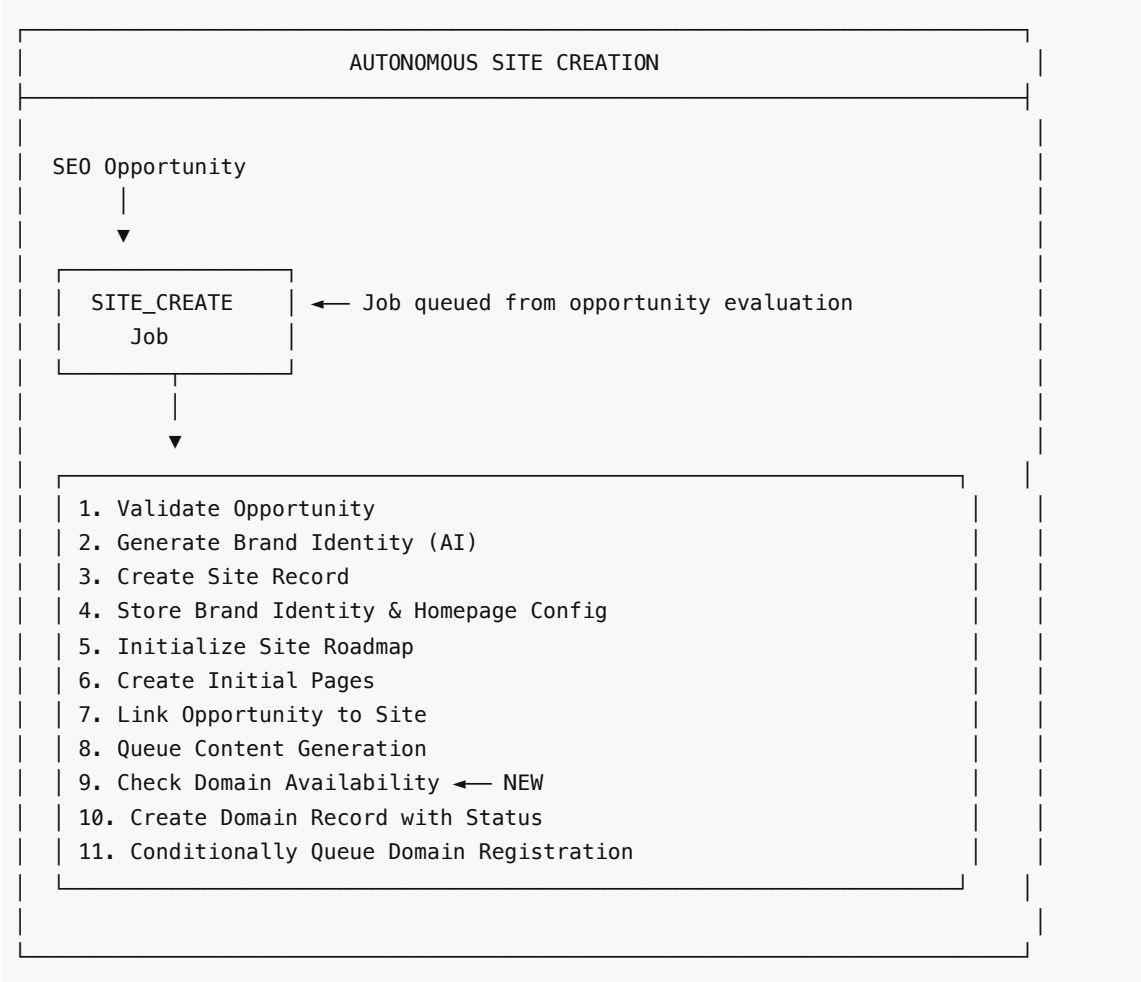 AUTONOMOUS SITE CREATION
SEO Opportunity
SITE_CREATE ◄── Job queued from opportunity evaluation
Job
1. Validate Opportunity
2. Generate Brand Identity (AI)
3. Create Site Record
4. Store Brand Identity & Homepage Config
5. Initialize Site Roadmap
6. Create Initial Pages
7. Link Opportunity to Site
8. Queue Content Generation
9. Check Domain Availability ◄── NEW
10. Create Domain Record with Status
11. Conditionally Queue Domain Registration